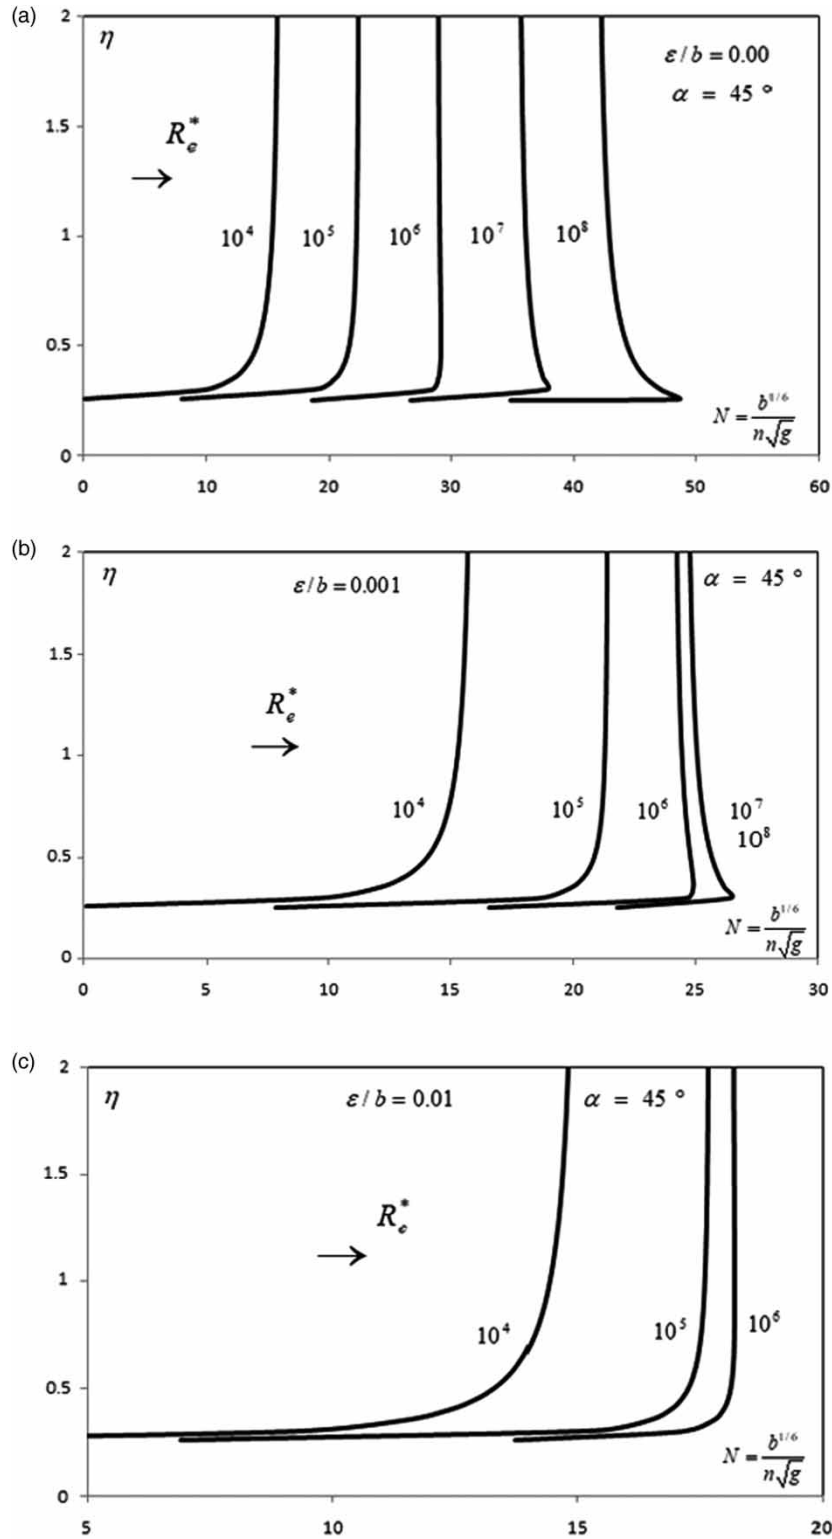 (a)
2
η
ε/b = 0.00
α = 45 °
1.5
R_e^*
→
1
10^4 10^5 10^6 10^7 10^8
0.5
N = b^{1/6} / n√g
0
0 10 20 30 40 50 60
(b)
2
η
ε/b = 0.001
α = 45 °
1.5
R_e^*
→
1
10^4 10^5 10^6 10^7
10^8
0.5
N = b^{1/6} / n√g
0
0 5 10 15 20 25 30
(c)
2
η
ε/b = 0.01
α = 45 °
1.5
R_e^*
→
1
10^4 10^5 10^6
0.5
N = b^{1/6} / n√g
0
5 10 15 20